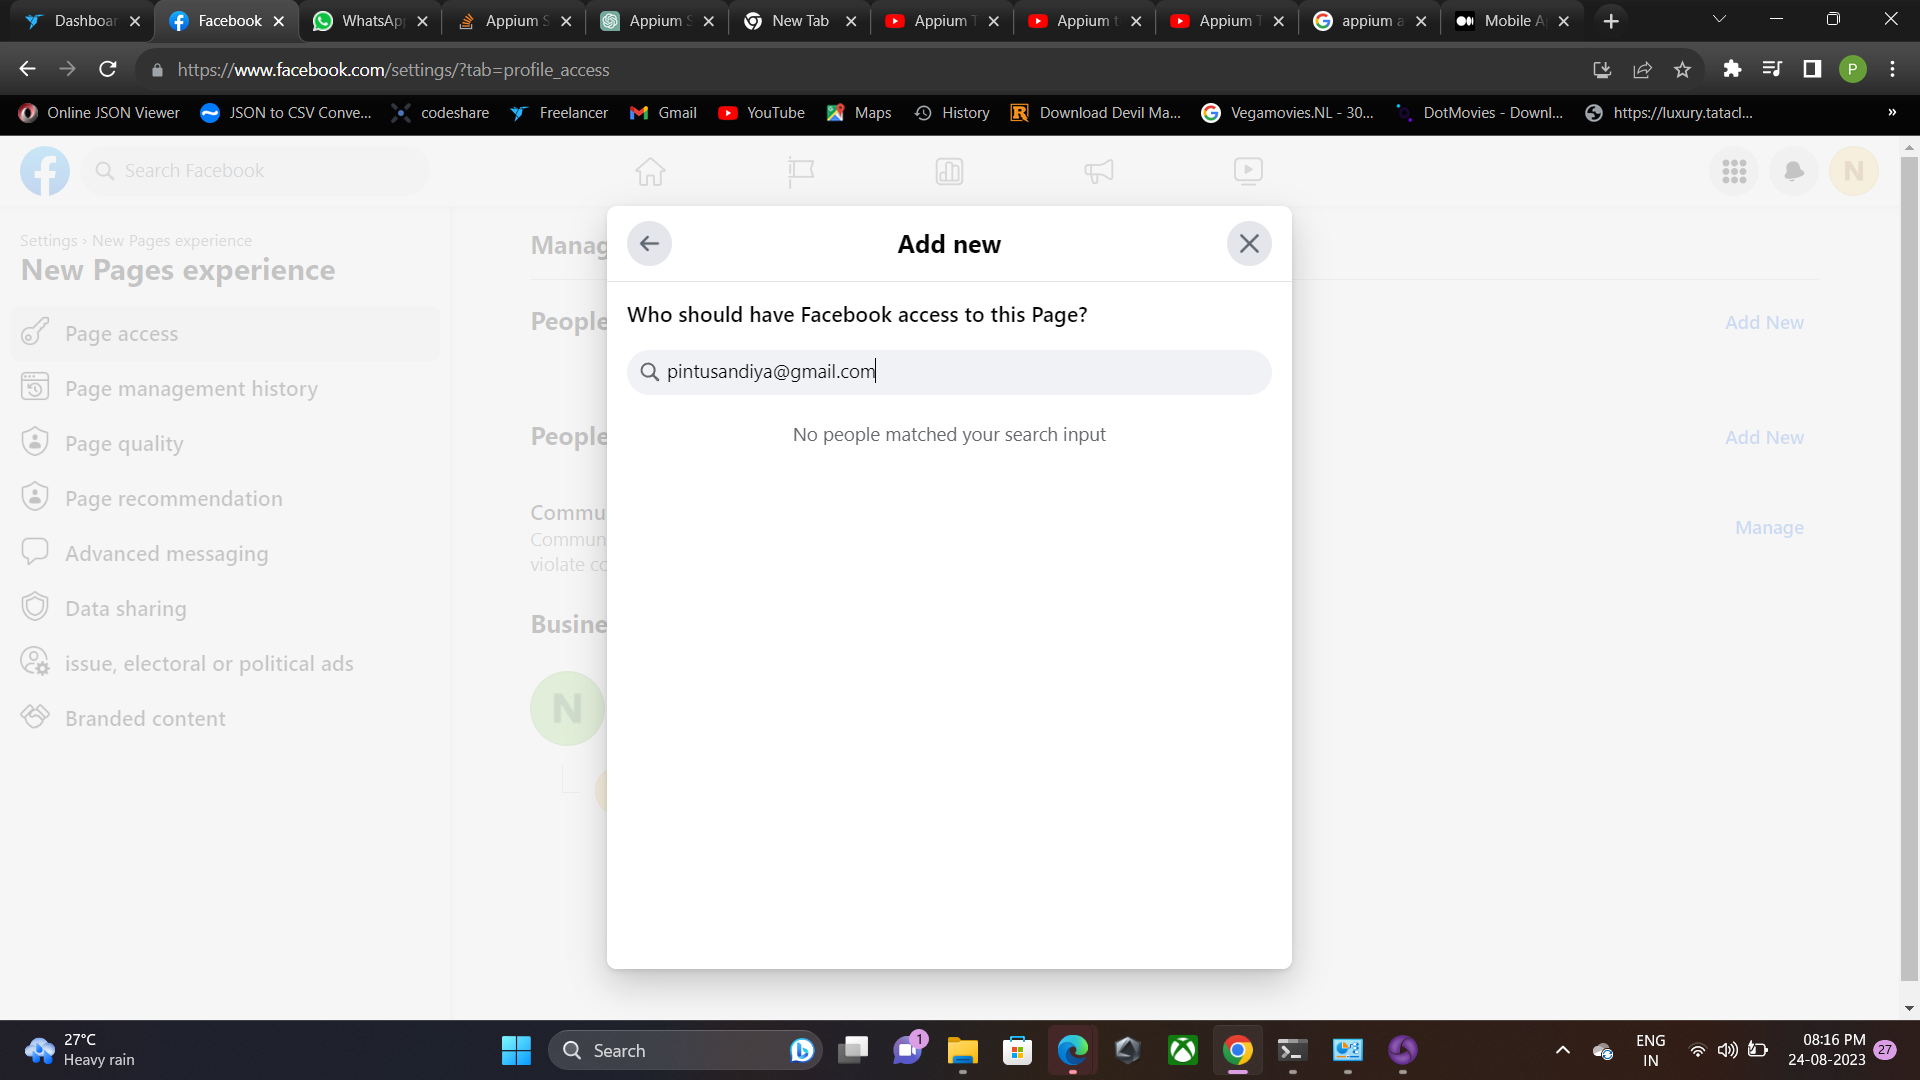 Dashboar
Facebook
WhatsAp
Appium S
Appium S
New Tab
Appium T
Appium t
Appium T
appium a
Mobile A
https://www.facebook.com/settings/?tab=profile_access
P
Online JSON Viewer
JSON to CSV Conve...
codeshare
Freelancer
Gmail
YouTube
Maps
History
Download Devil Ma...
Vegamovies.NL - 30...
DotMovies - Downl...
https://luxury.tatacl...
»
Search Facebook
N
Settings › New Pages experience
New Pages experience
Page access
Page management history
Page quality
Page recommendation
Advanced messaging
Data sharing
issue, electoral or political ads
Branded content
Manag
People
Add New
People
Add New
Commu
Commun
violate co
Manage
Busine
N
Add new
Who should have Facebook access to this Page?
pintusandiya@gmail.com
No people matched your search input
27°C
Heavy rain
Search
1
ENG
IN
08:16 PM
24-08-2023
27